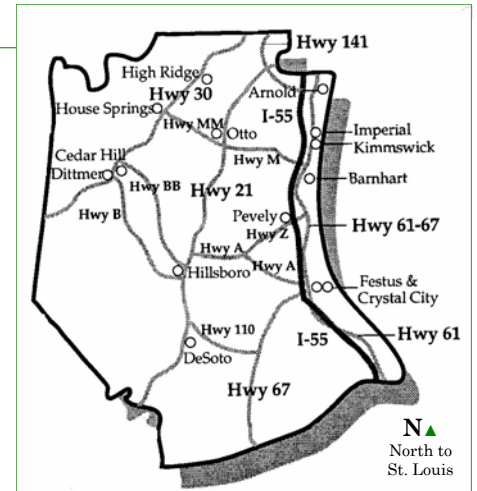 Hwy 141
High Ridge
Hwy 30
Arnold
House Springs
I-55
Hwy MM
Otto
Imperial
Kimmswick
Cedar Hill
Hwy M
Dittmer
Hwy BB
Hwy 21
Barnhart
Hwy B
Pevely
Hwy Z
Hwy 61-67
Hwy A
Hwy A
Hillsboro
Festus &
Crystal City
Hwy 110
I-55
Hwy 61
DeSoto
Hwy 67
N
North to
St. Louis